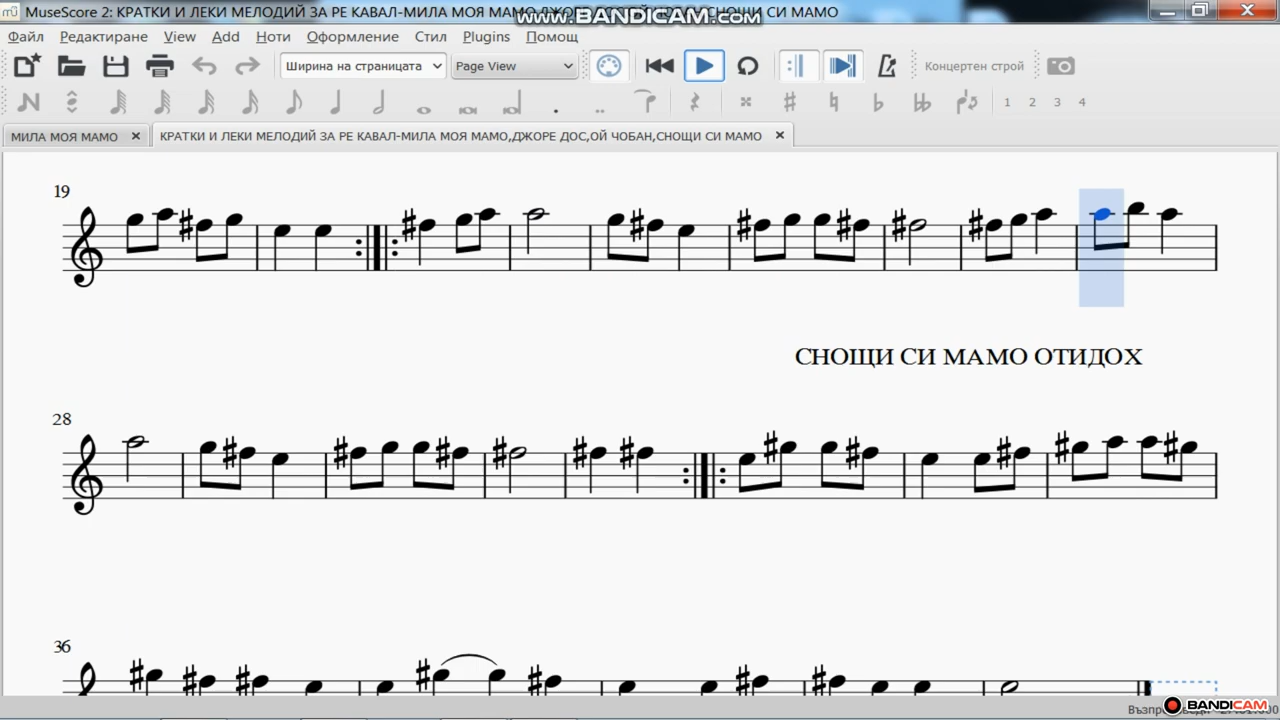 MuseScore 2: КРАТКИ И ЛЕКИ МЕЛОДИЙ ЗА РЕ КАВАЛ-МИЛА МОЯ МАМО СНОЩИ СИ МАМО
www.BANDICAM.com
Файл Редактиране View Add Ноти Оформление Стил Plugins Помощ
Ширина на страницата Page View Концертен строй
1 2 3 4
МИЛА МОЯ МАМО КРАТКИ И ЛЕКИ МЕЛОДИЙ ЗА РЕ КАВАЛ-МИЛА МОЯ МАМО,ДЖОРЕ ДОС,ОЙ ЧОБАН,СНОЩИ СИ МАМО
19
СНОЩИ СИ МАМО ОТИДОХ
28
36
BANDICAM